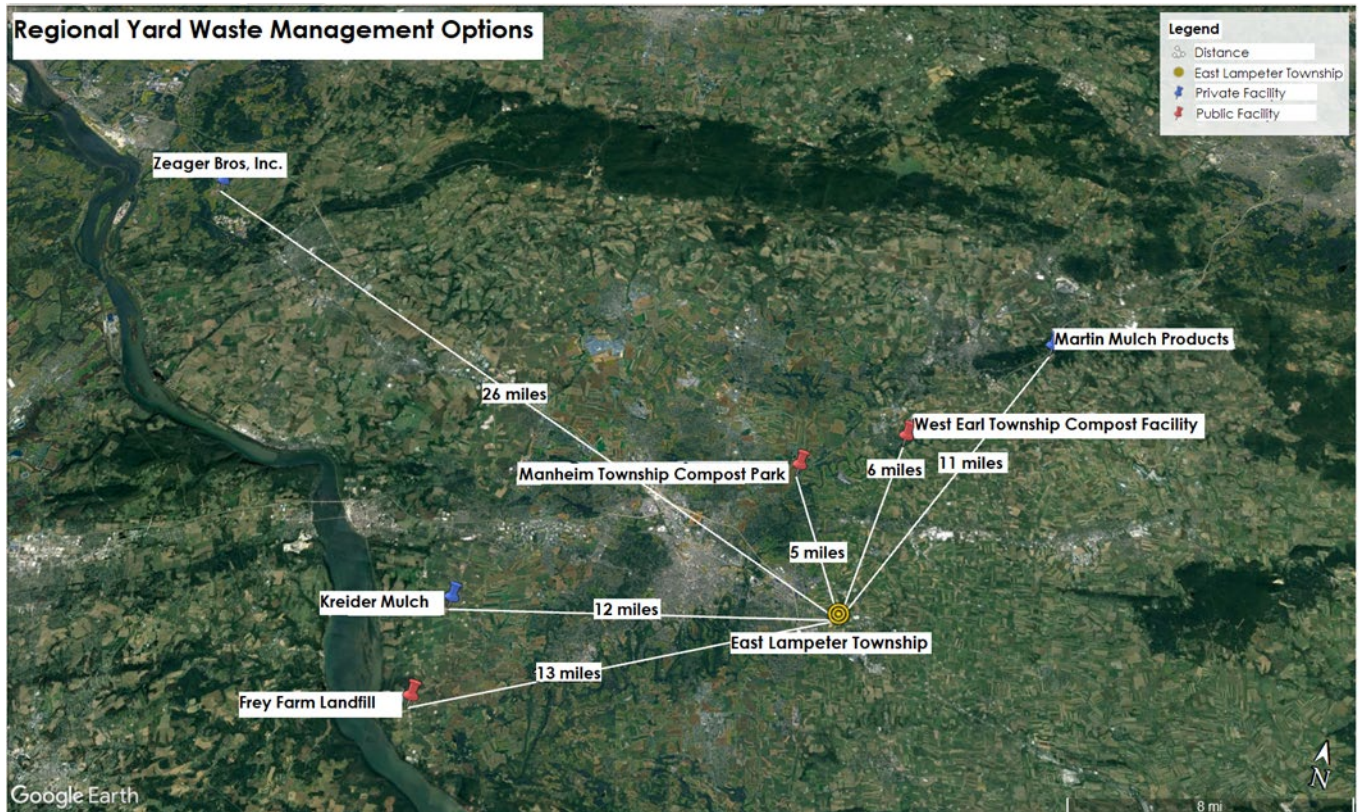 Regional Yard Waste Management Options
Legend
Distance
East Lampeter Township
Private Facility
Public Facility
Zeager Bros, Inc.
Martin Mulch Products
26 miles
West Earl Township Compost Facility
Manheim Township Compost Park
6 miles
11 miles
5 miles
Kreider Mulch
12 miles
East Lampeter Township
13 miles
Frey Farm Landfill
N
Google Earth
8 mi